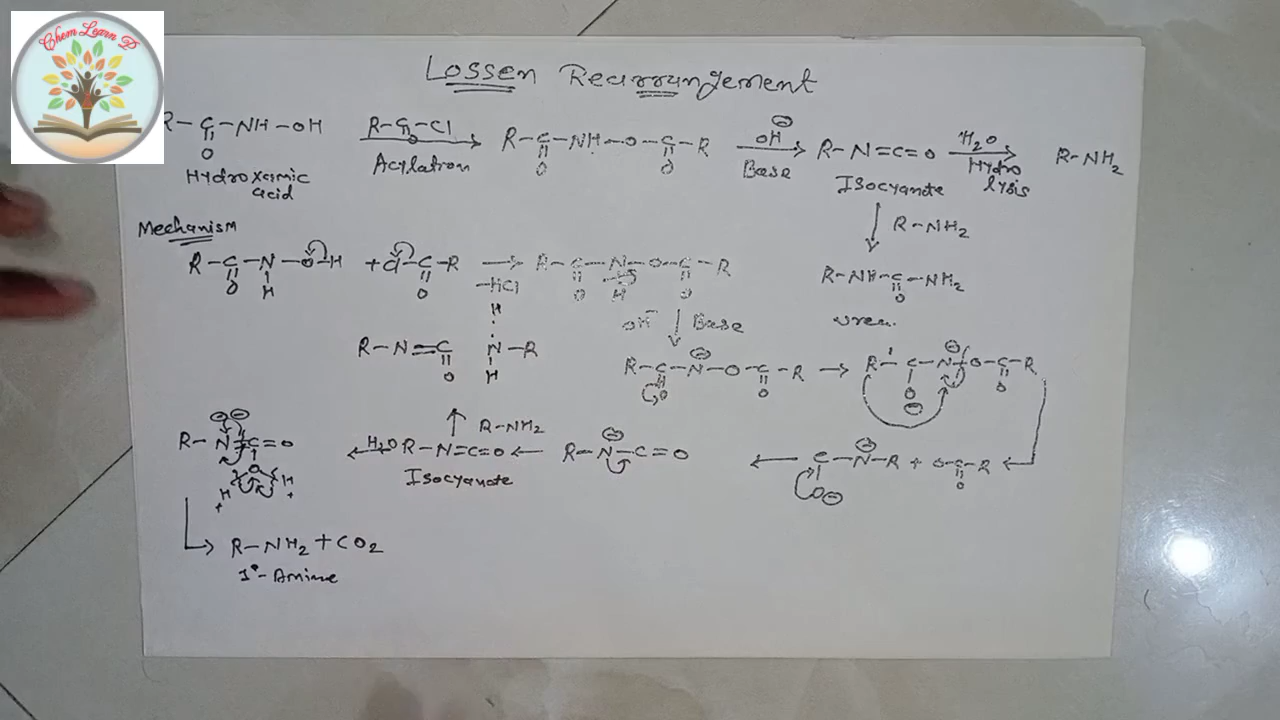 Chem Learn P
Lossen Rearrangement
R-C-NH-OH R-C-Cl R-C-NH-O-C-R OH⊖ R-N=C=O H2O R-NH2
O O O O
Hydroxamic acid Acylation Base Isocyanate Hydrolysis
R-NH2
Mechanism
R-C-N-O-H + Cl-C-R -HCl R-C-N-O-C-R R-NH-C-NH2
O H O O H O O
OH- Base urea
H
R-N=C N-R R-C-N-O-C-R R-C-N-O-C-R
O H O O O O
R-NH2
R-N=C=O H2O R-N=C=O R-N-C=O C-N-R + O-C-R
Isocyanate O O
H H
+ +
R-NH2 + CO2
1°-Amine